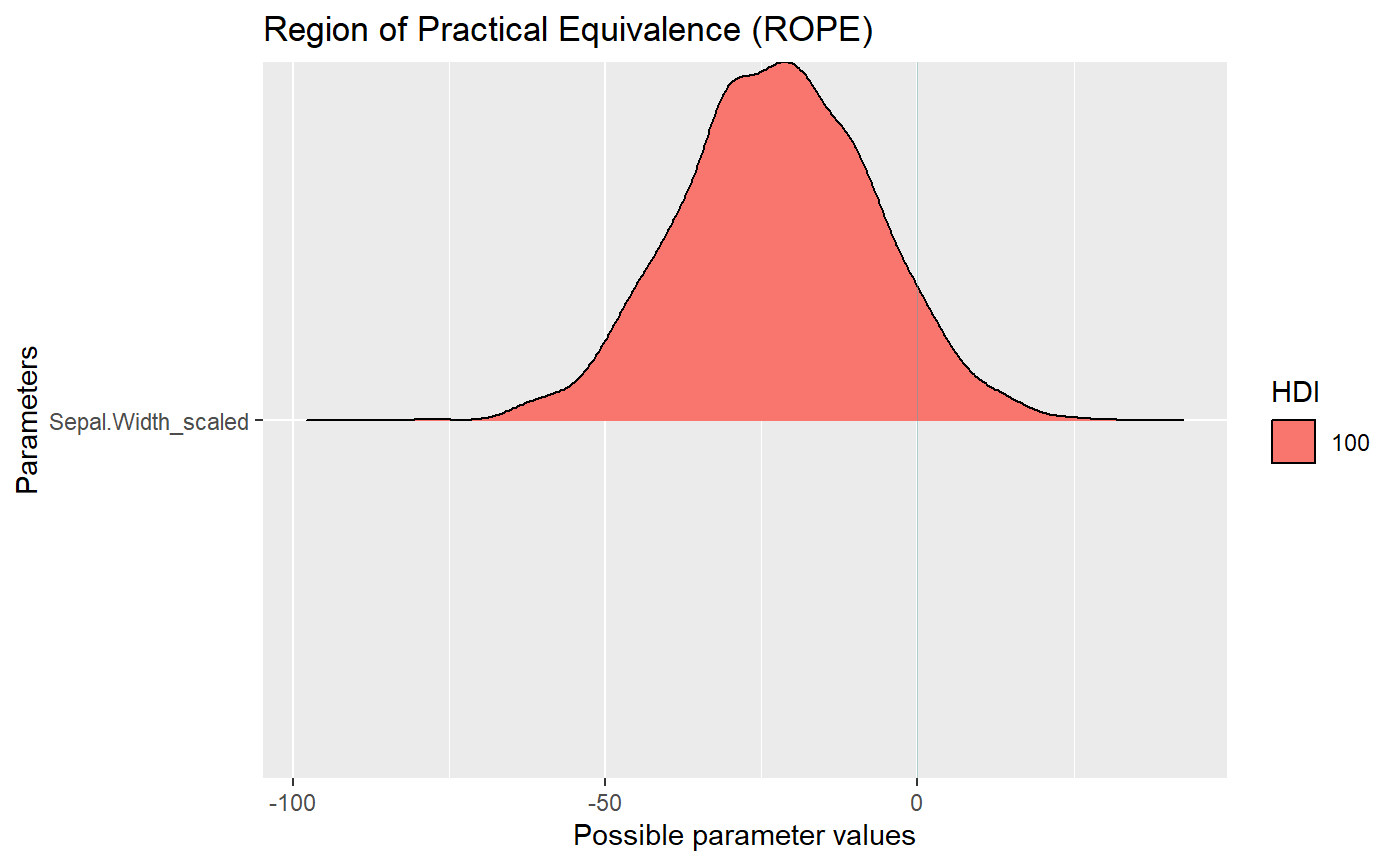 Region of Practical Equivalence (ROPE)
Parameters
Sepal.Width_scaled
HDI
100
-100
-50
0
Possible parameter values